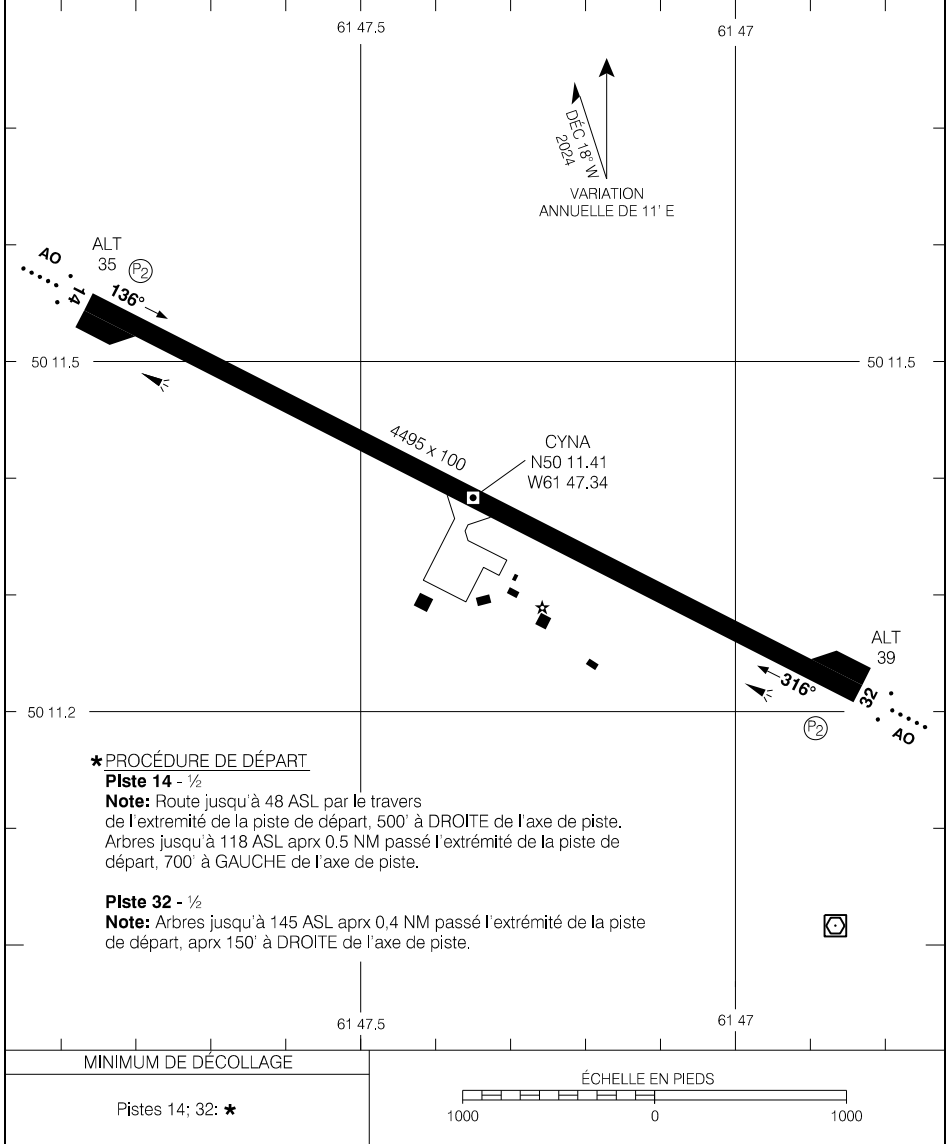 61 47.5
61 47
DÉC 18° W
2024
VARIATION
ANNUELLE DE 11' E
ALT
35
P2
AO
14
136°
50 11.5
50 11.5
4495 x 100
CYNA
N50 11.41
W61 47.34
ALT
39
316°
32
P2
AO
50 11.2
★PROCÉDURE DE DÉPART
Piste 14 - ½
Note: Route jusqu'à 48 ASL par le travers
de l'extremité de la piste de départ, 500' à DROITE de l'axe de piste.
Arbres jusqu'à 118 ASL aprx 0.5 NM passé l'extrémité de la piste de
départ, 700' à GAUCHE de l'axe de piste.
Piste 32 - ½
Note: Arbres jusqu'à 145 ASL aprx 0,4 NM passé l'extrémité de la piste
de départ, aprx 150' à DROITE de l'axe de piste.
61 47.5
61 47
MINIMUM DE DÉCOLLAGE
Pistes 14; 32: ★
ÉCHELLE EN PIEDS
1000 0 1000